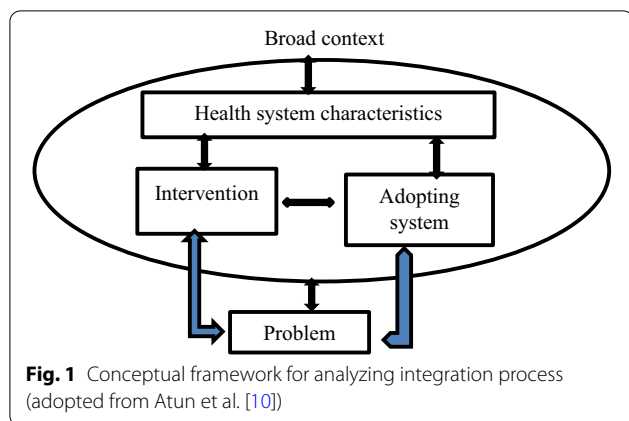 Broad context
Health system characteristics
Intervention
Adopting
system
Problem
Fig. 1 Conceptual framework for analyzing integration process
(adopted from Atun et al. [10])